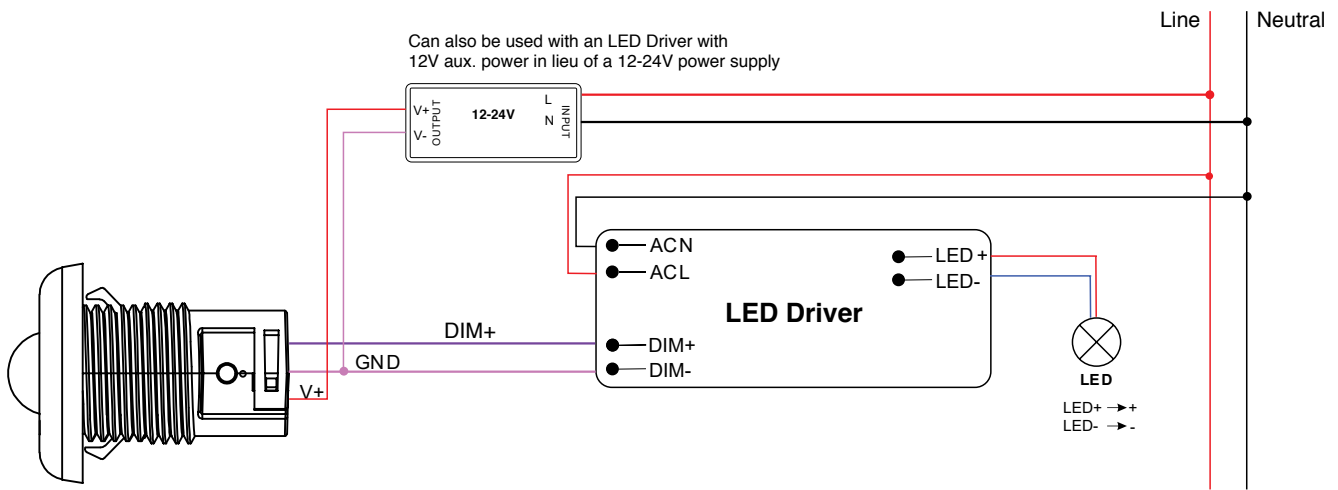 Line
Neutral
Can also be used with an LED Driver with
12V aux. power in lieu of a 12-24V power supply
V+
V-
OUTPUT
12-24V
L
N
INPUT
ACN
ACL
LED+
LED-
LED Driver
DIM+
GND
V+
DIM+
DIM-
LED
LED+ → +
LED- → -